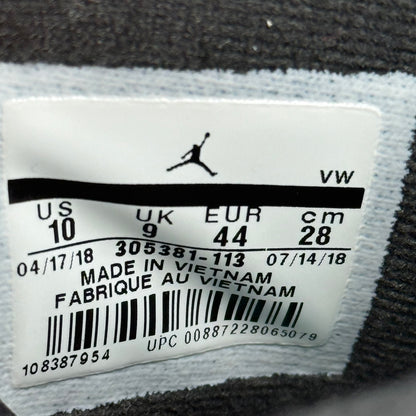 VW
US UK EUR cm
10 9 44 28
04/17/18 305381-113 07/14/18
MADE IN VIETNAM
FABRIQUE AU VIETNAM
108387954 UPC 00887228065079